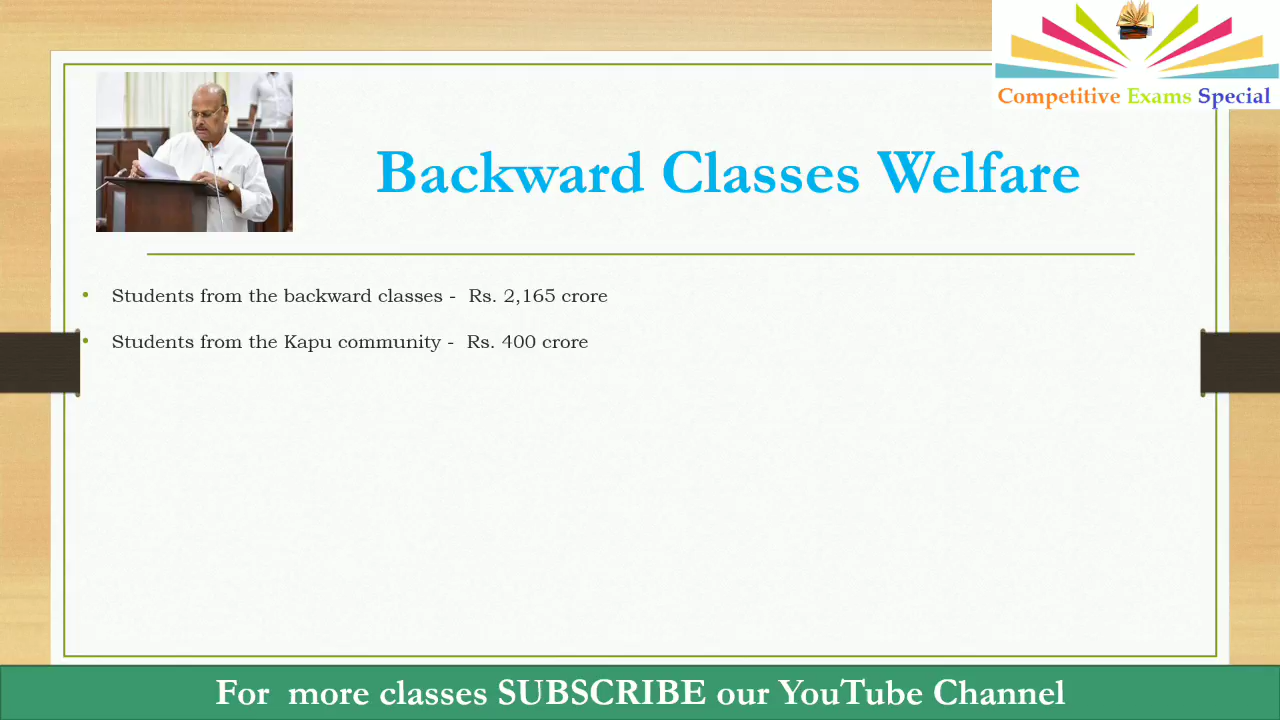 Competitive Exams Special
Backward Classes Welfare
• Students from the backward classes - Rs. 2,165 crore
• Students from the Kapu community - Rs. 400 crore
For more classes SUBSCRIBE our YouTube Channel